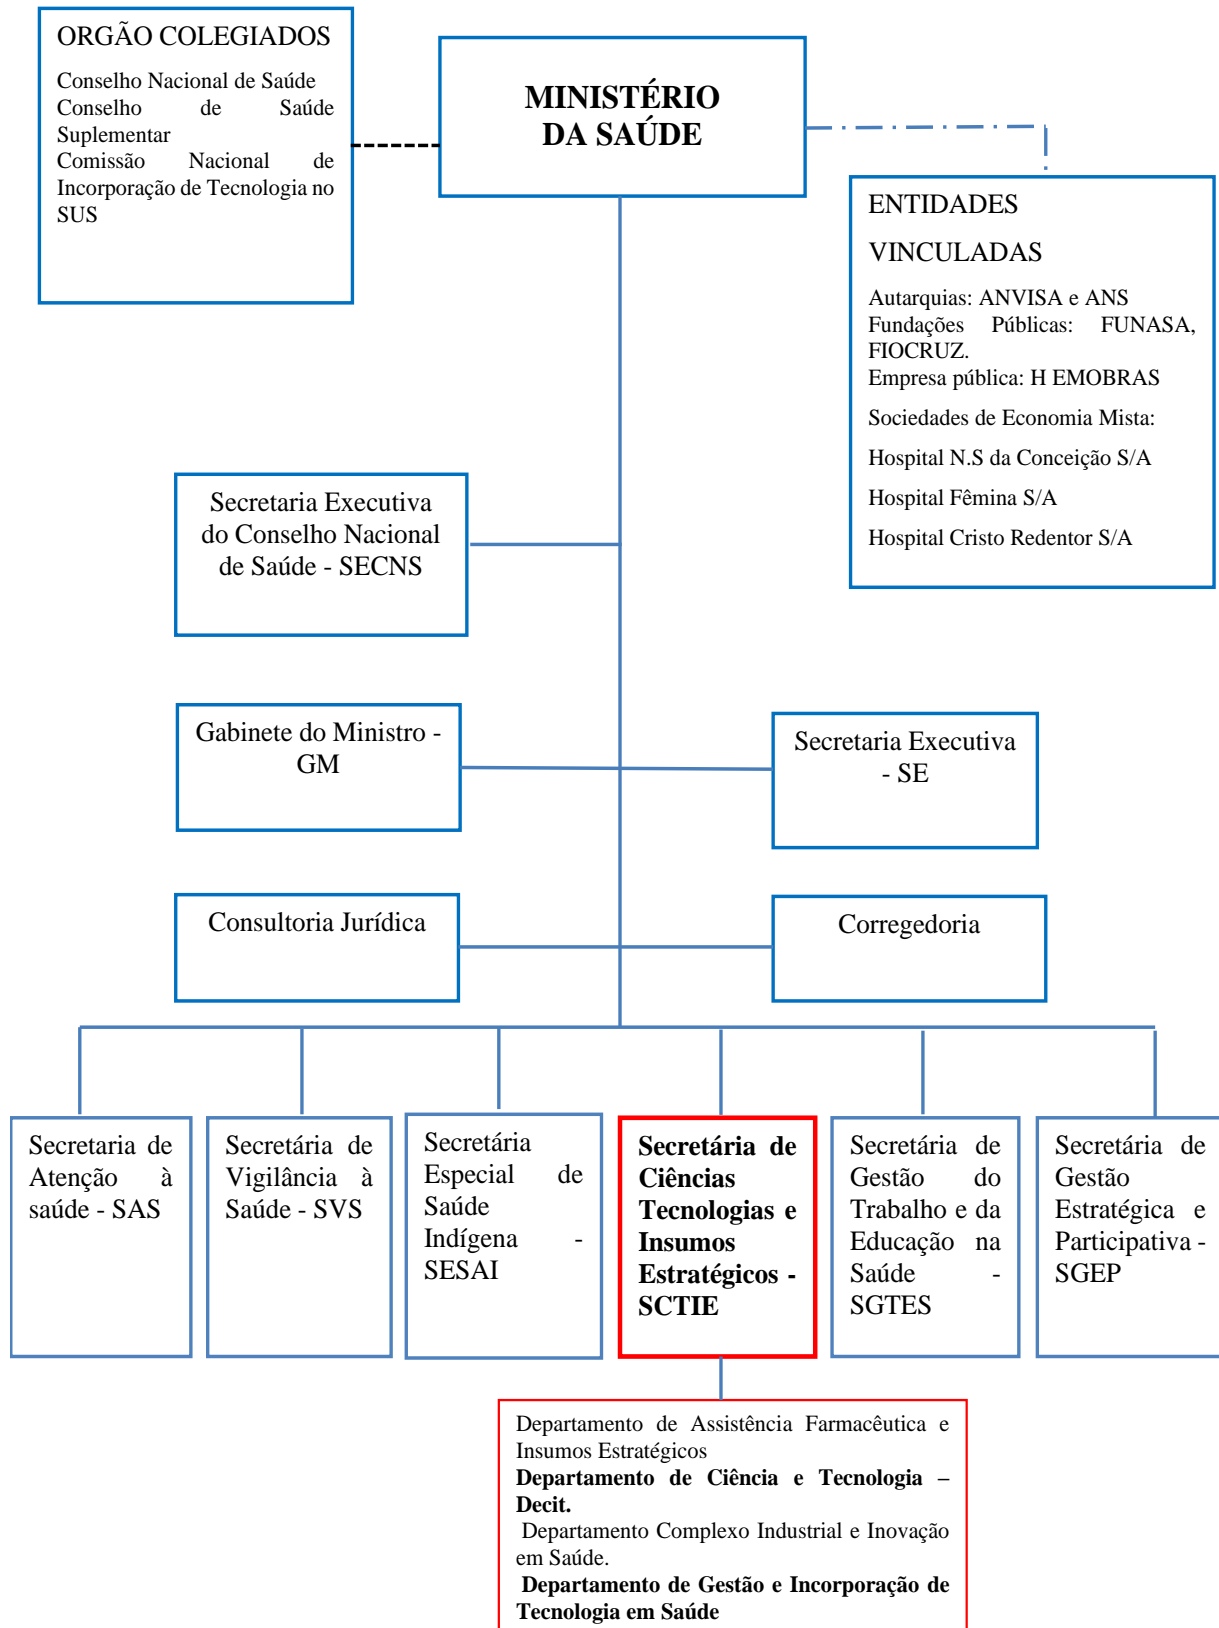 ORGÃO COLEGIADOS
Conselho Nacional de Saúde
Conselho de Saúde
Suplementar
Comissão Nacional de
Incorporação de Tecnologia no
SUS
MINISTÉRIO
DA SAÚDE
ENTIDADES
VINCULADAS
Autarquias: ANVISA e ANS
Fundações Públicas: FUNASA,
FIOCRUZ.
Empresa pública: H EMOBRAS
Sociedades de Economia Mista:
Hospital N.S da Conceição S/A
Hospital Fêmina S/A
Hospital Cristo Redentor S/A
Secretaria Executiva
do Conselho Nacional
de Saúde - SECNS
Gabinete do Ministro -
GM
Secretaria Executiva
- SE
Consultoria Jurídica
Corregedoria
Secretaria de
Atenção à
saúde - SAS
Secretária de
Vigilância à
Saúde - SVS
Secretária
Especial de
Saúde
Indígena -
SESAI
Secretária de
Ciências
Tecnologias e
Insumos
Estratégicos -
SCTIE
Secretária de
Gestão do
Trabalho e da
Educação na
Saúde -
SGTES
Secretária de
Gestão
Estratégica e
Participativa -
SGEP
Departamento de Assistência Farmacêutica e
Insumos Estratégicos
Departamento de Ciência e Tecnologia –
Decit.
Departamento Complexo Industrial e Inovação
em Saúde.
Departamento de Gestão e Incorporação de
Tecnologia em Saúde